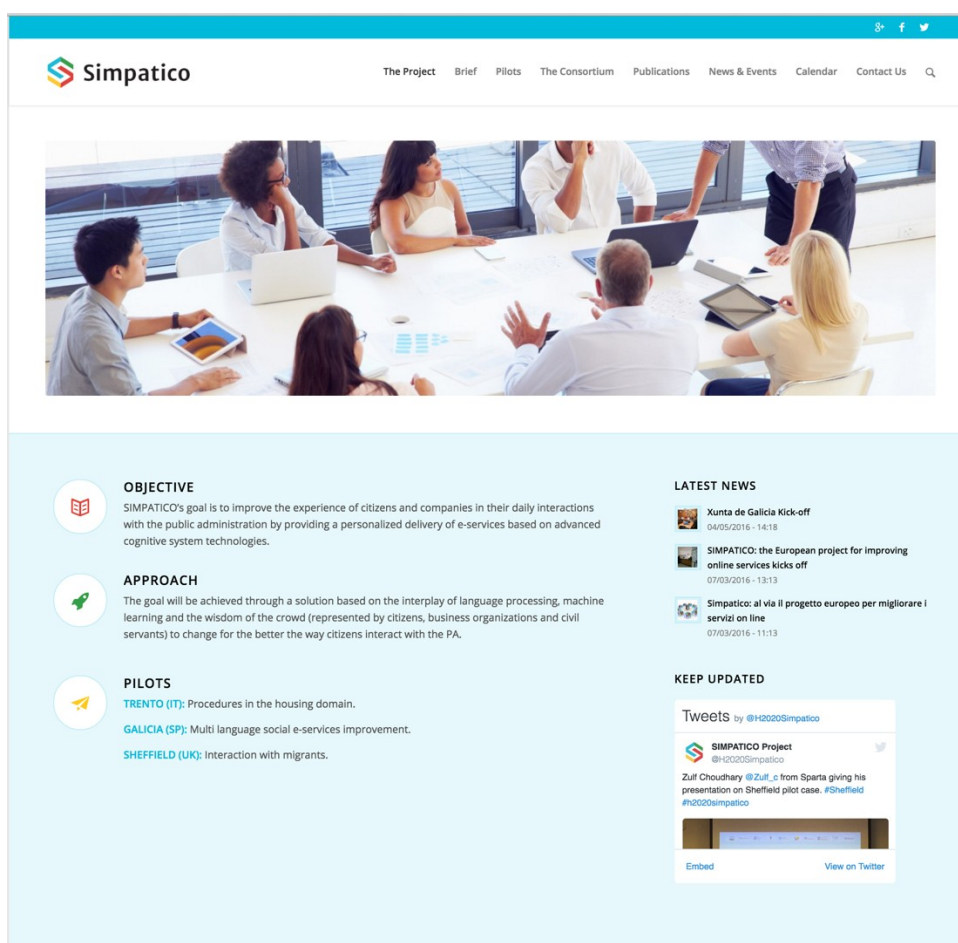 Simpatico
The Project Brief Pilots The Consortium Publications News & Events Calendar Contact Us
OBJECTIVE
SIMPATICO's goal is to improve the experience of citizens and companies in their daily interactions
with the public administration by providing a personalized delivery of e-services based on advanced
cognitive system technologies.
APPROACH
The goal will be achieved through a solution based on the interplay of language processing, machine
learning and the wisdom of the crowd (represented by citizens, business organizations and civil
servants) to change for the better the way citizens interact with the PA.
PILOTS
TRENTO (IT): Procedures in the housing domain.
GALICIA (SP): Multi language social e-services improvement.
SHEFFIELD (UK): Interaction with migrants.
LATEST NEWS
Xunta de Galicia Kick-off
04/05/2016 - 14:18
SIMPATICO: the European project for improving
online services kicks off
07/03/2016 - 13:13
Simpatico: al via il progetto europeo per migliorare i
servizi on line
07/03/2016 - 11:13
KEEP UPDATED
Tweets by @H2020Simpatico
SIMPATICO Project
@H2020Simpatico
Zulf Choudhary @Zulf_c from Sparta giving his
presentation on Sheffield pilot case. #Sheffield
#h2020simpatico
Embed View on Twitter